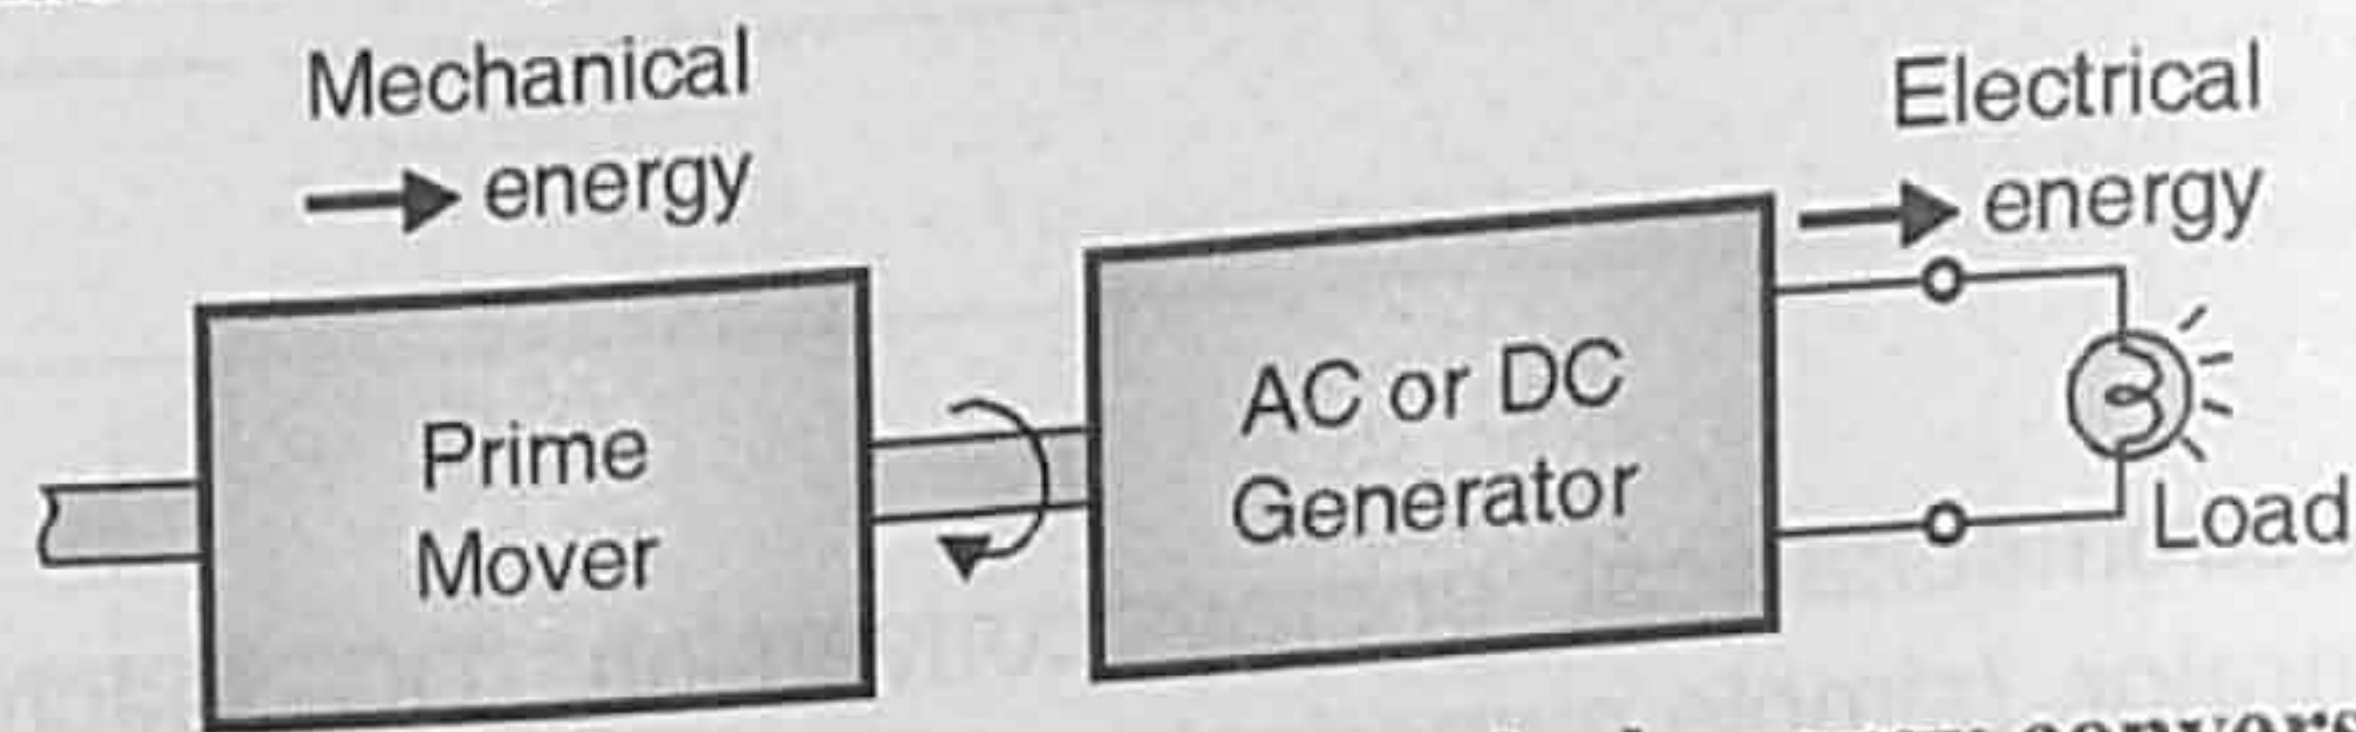 Mechanical
energy
Electrical
energy
Prime
Mover
AC or DC
Generator
Load